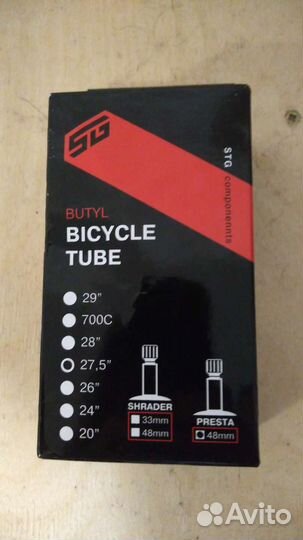 STG
STG componennts
BUTYL
BICYCLE
TUBE
29"
700C
28"
27,5"
26"
24"
20"
SHRADER
33mm
48mm
PRESTA
48mm
Avito